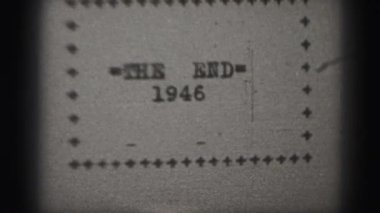 =THE END=
1946